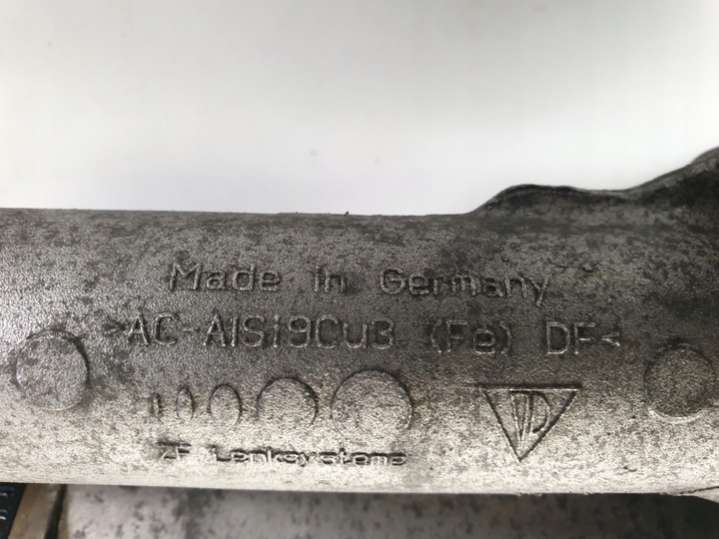 Made in Germany
>AC-AlSi9Cu3 (Fe) DF<
ZF Lenksysteme